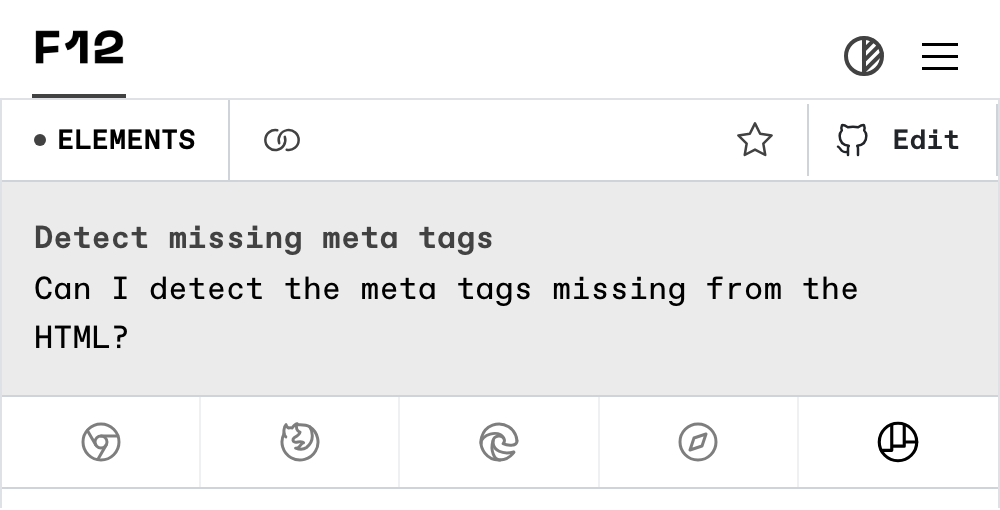 F12
ELEMENTS
Edit
Detect missing meta tags
Can I detect the meta tags missing from the
HTML?